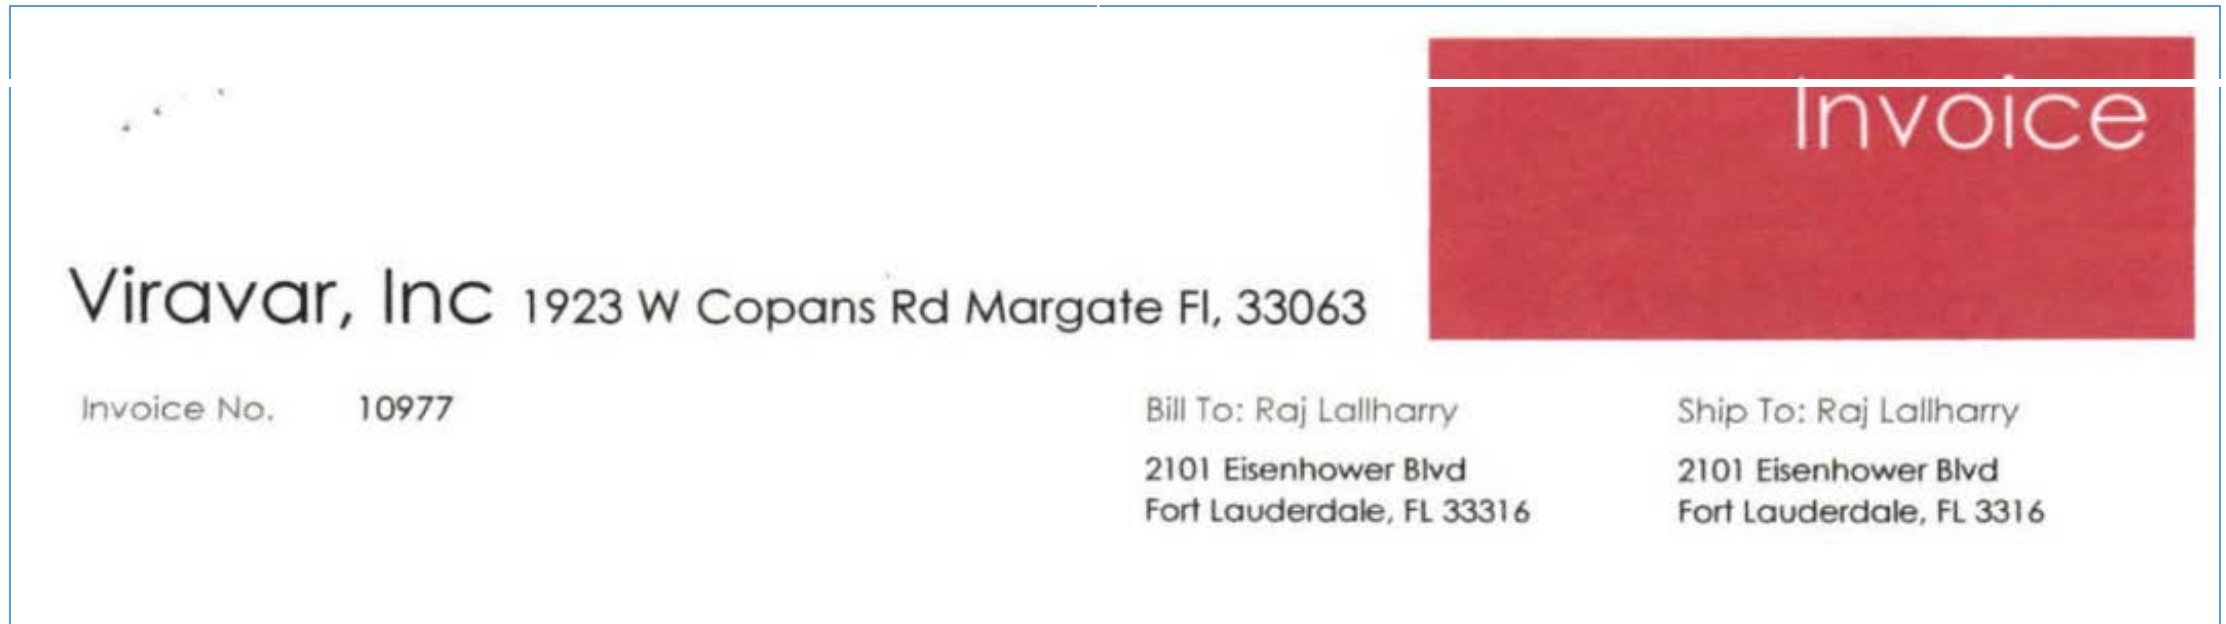 Invoice
Viravar, Inc 1923 W Copans Rd Margate Fl, 33063
Invoice No. 10977
Bill To: Raj Lallharry
2101 Eisenhower Blvd
Fort Lauderdale, FL 33316
Ship To: Raj Lallharry
2101 Eisenhower Blvd
Fort Lauderdale, FL 3316